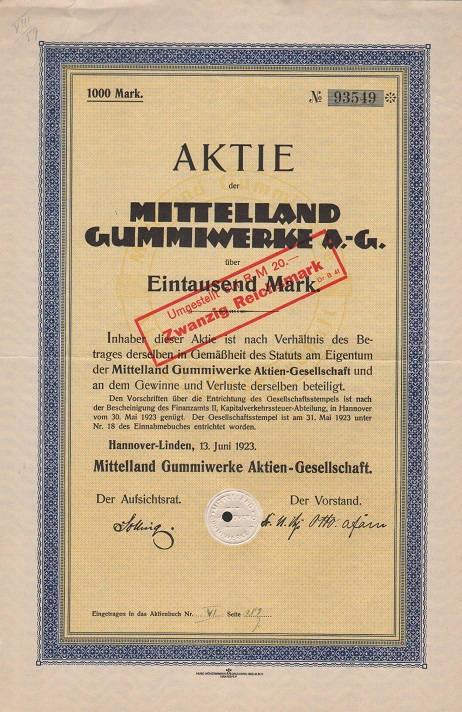 1000 Mark.
№ 93549
AKTIE
der
MITTELLAND
GUMMIWERKE A.-G.
über
Eintausend Mark.
Umgestellt auf R. M 20.—
Zwanzig Reichsmark
Inhaber dieser Aktie ist nach Verhältnis des Be-
trages derselben in Gemäßheit des Statuts am Eigentum
der Mittelland Gummiwerke Aktien-Gesellschaft und
an dem Gewinne und Verluste derselben beteiligt.
Den Vorschriften über die Entrichtung des Gesellschaftsstempels ist nach
der Bescheinigung des Finanzamts II, Kapitalverkehrssteuer-Abteilung, in Hannover
vom 30. Mai 1923 genügt. Der Gesellschaftsstempel ist am 31. Mai 1923 unter
Nr. 18 des Einnahmebuches entrichtet worden.
Hannover-Linden, 13. Juni 1923.
Mittelland Gummiwerke Aktien-Gesellschaft.
Der Aufsichtsrat. Der Vorstand.
Eingetragen in das Aktienbuch Nr. VI Seite 189